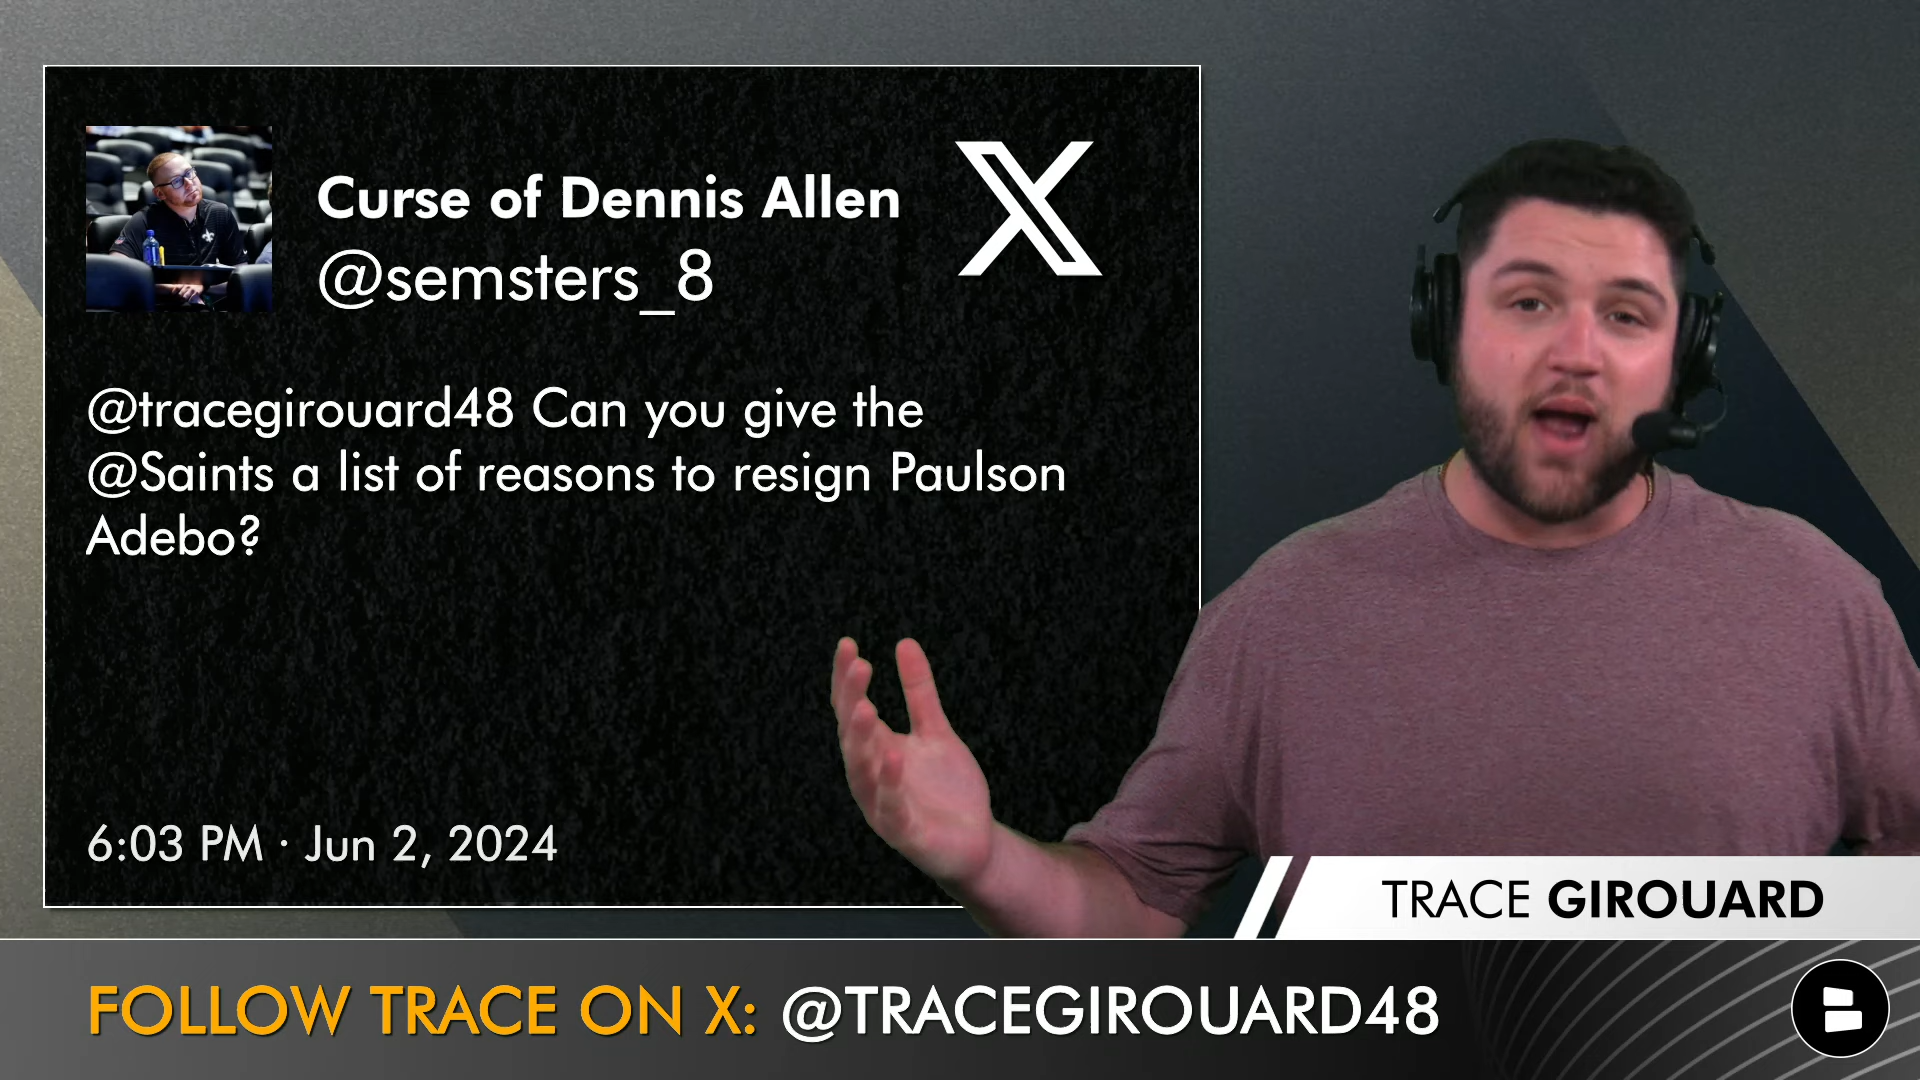 Curse of Dennis Allen
@semsters_8
@tracegirouard48 Can you give the
@Saints a list of reasons to resign Paulson
Adebo?
6:03 PM · Jun 2, 2024
TRACE GIROUARD
FOLLOW TRACE ON X: @TRACEGIROUARD48